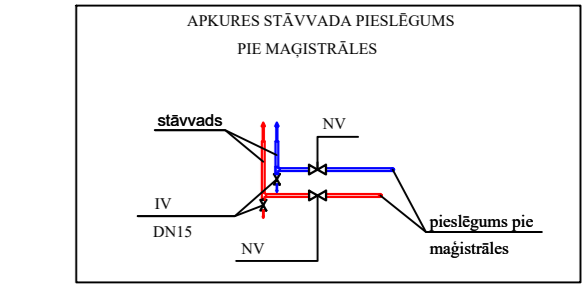 APKURES STĀVVADA PIESLĒGUMS
PIE MAĢISTRĀLES
stāvvads
NV
IV
DN15
NV
pieslēgums pie
maģistrāles